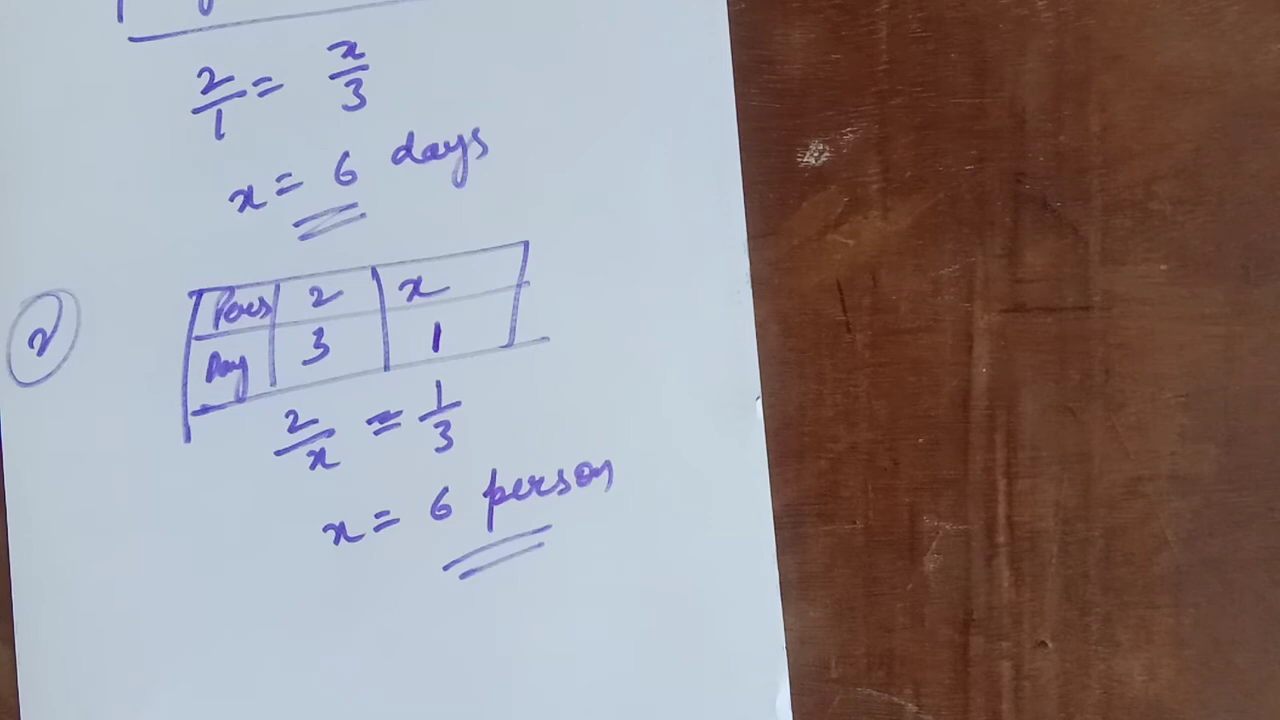 2/1 = x/3
x = 6 days
2
Pers 2 x
Day 3 1
2/x = 1/3
x = 6 person